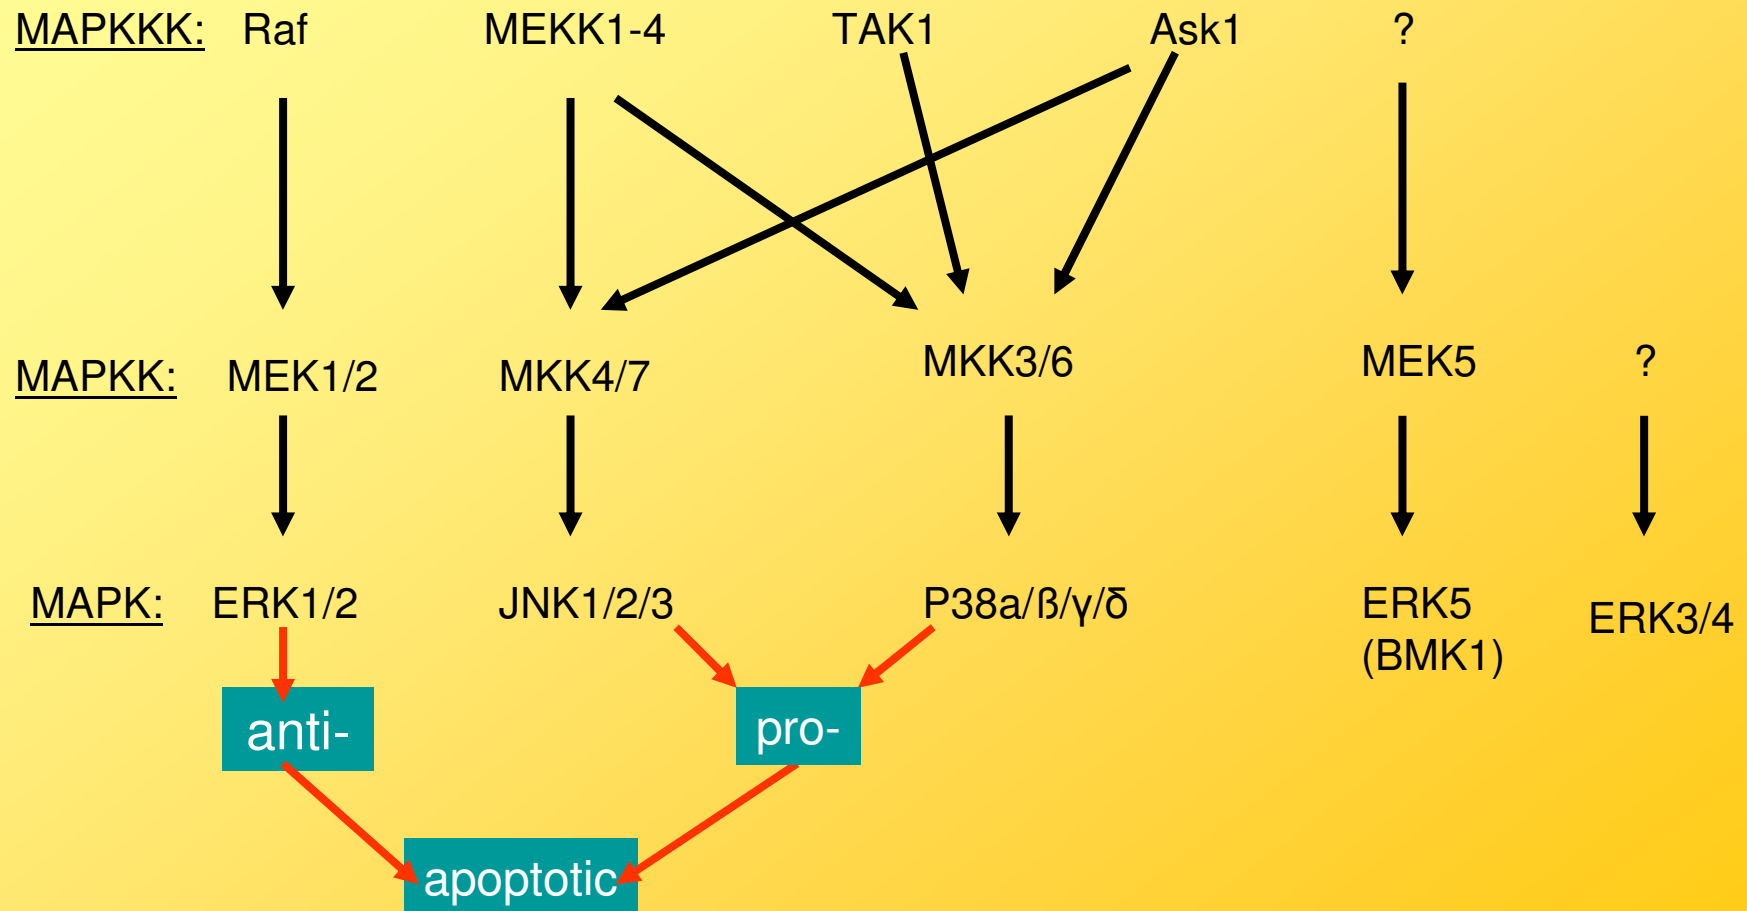 MAPKKK: Raf MEKK1-4 TAK1 Ask1 ?
MAPKK: MEK1/2 MKK4/7 MKK3/6 MEK5 ?
MAPK: ERK1/2 JNK1/2/3 P38a/ß/γ/δ ERK5 ERK3/4
(BMK1)
anti- pro-
apoptotic